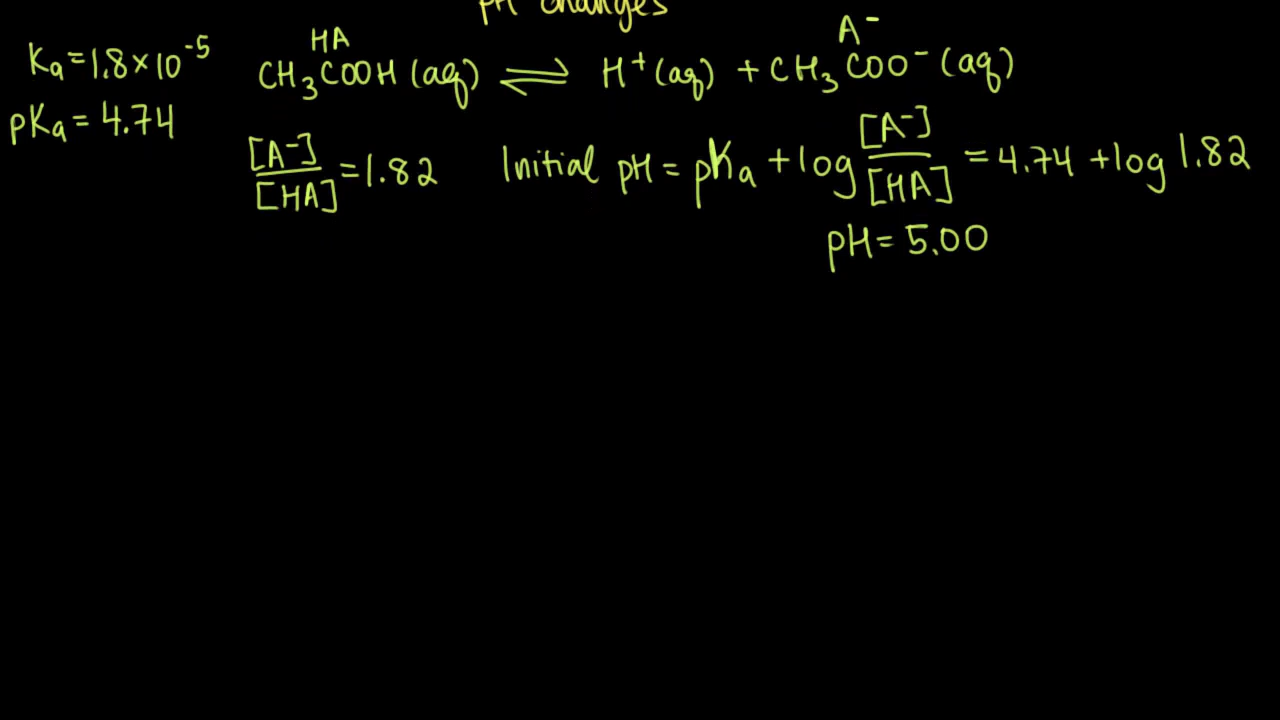 pH changes
Ka = 1.8 × 10⁻⁵
HA
A⁻
CH₃COOH (aq) ⇌ H⁺ (aq) + CH₃COO⁻ (aq)
pKa = 4.74
[A⁻]/[HA] = 1.82
Initial pH = pKa + log [A⁻]/[HA] = 4.74 + log 1.82
pH = 5.00